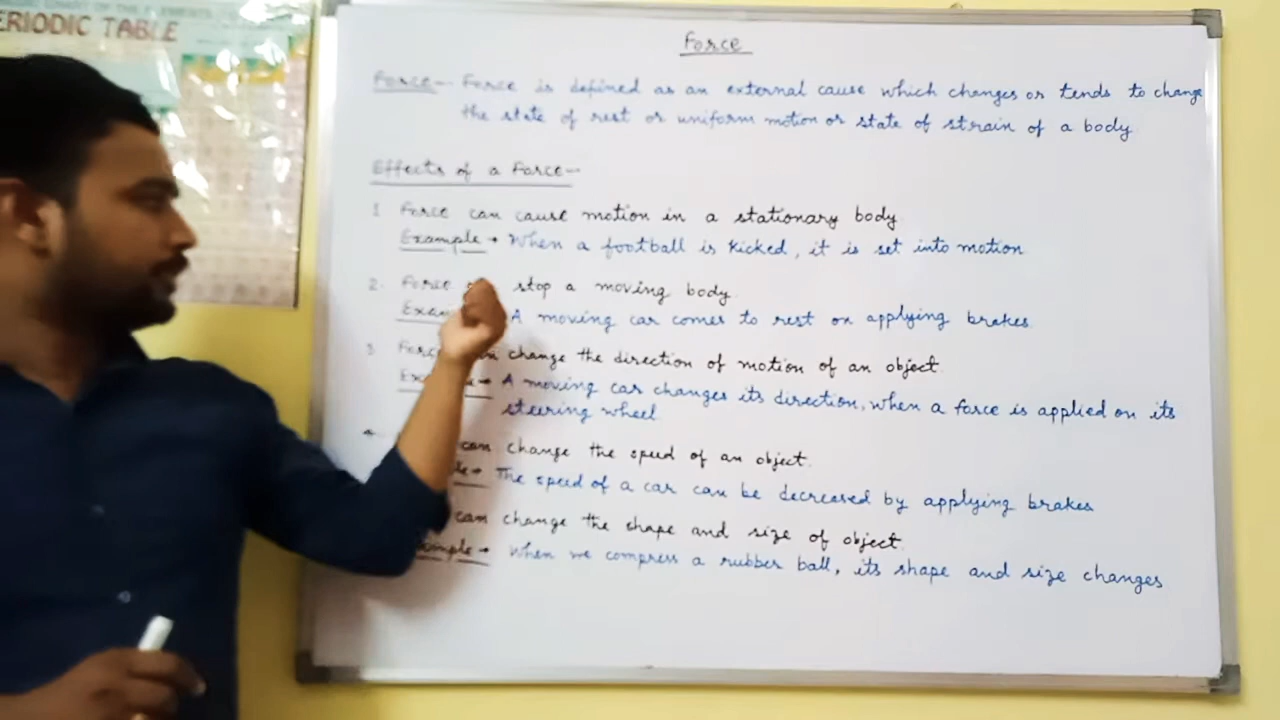 ERIODIC TABLE
Force
Force- Force is defined as an external cause which changes or tends to change
the state of rest or uniform motion or state of strain of a body
Effects of a Force-
1 Force can cause motion in a stationary body
Example → When a football is kicked, it is set into motion
2. Force stop a moving body.
A moving car comes to rest on applying brakes
3 Force change the direction of motion of an object.
A moving car changes its direction, when a force is applied on its
steering wheel
can change the speed of an object.
The speed of a car can be decreased by applying brakes
can change the shape and size of object.
When we compress a rubber ball, its shape and size changes